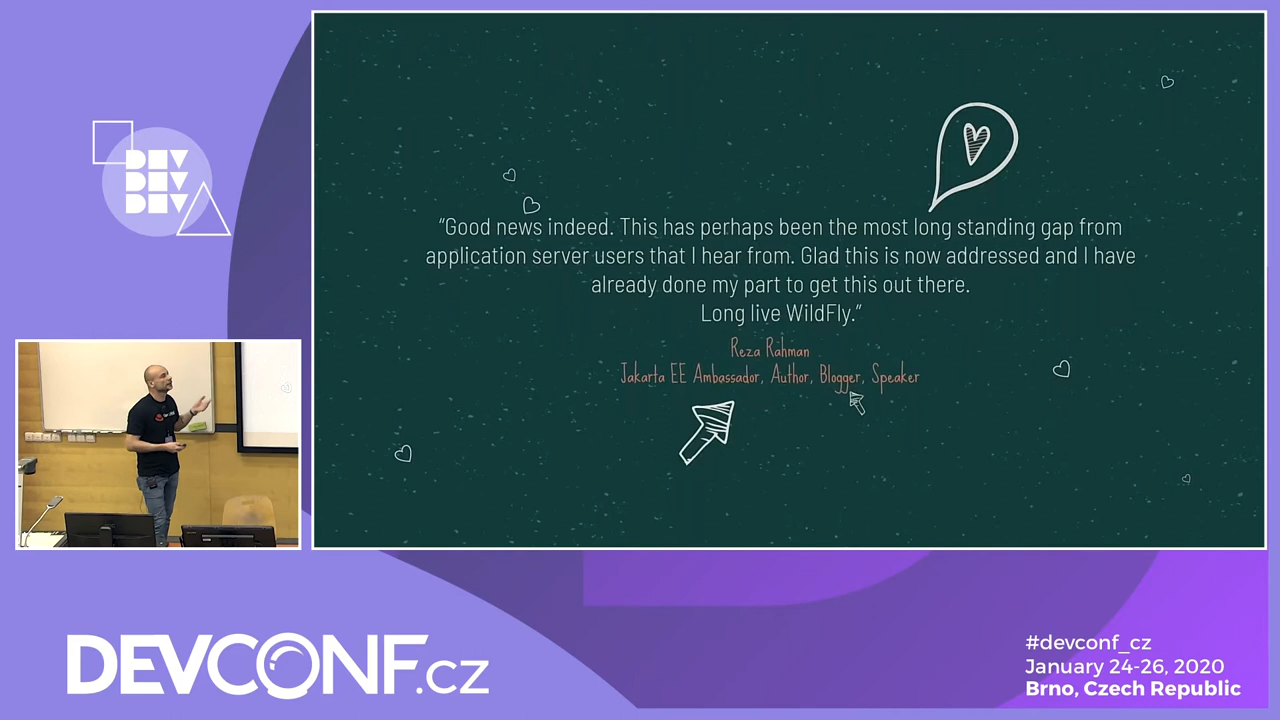 DEV
DEV
DEV
“Good news indeed. This has perhaps been the most long standing gap from
application server users that I hear from. Glad this is now addressed and I have
already done my part to get this out there.
Long live WildFly.”
Reza Rahman
Jakarta EE Ambassador, Author, Blogger, Speaker
DEVCONF.cz
#devconf_cz
January 24-26, 2020
Brno, Czech Republic